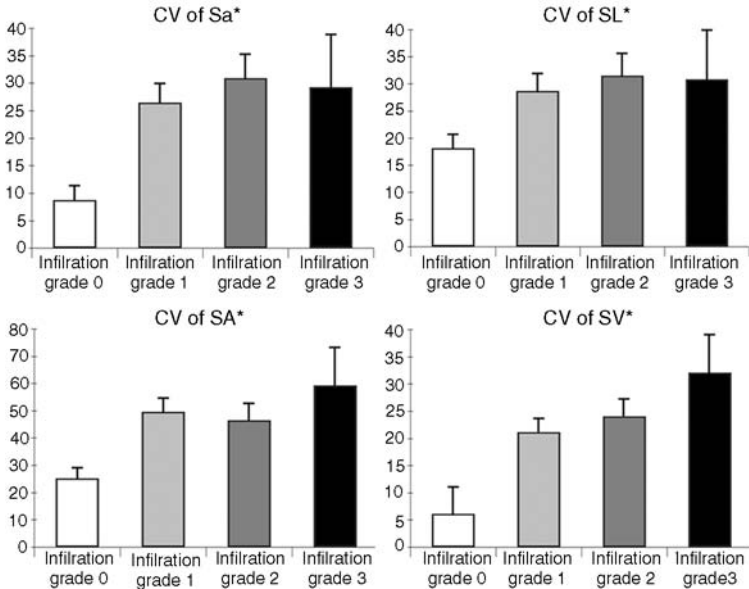 CV of Sa*
40
35
30
25
20
15
10
5
0
Infilration grade 0
Infilration grade 1
Infilration grade 2
Infilration grade 3
CV of SL*
40
35
30
25
20
15
10
5
0
Infilration grade 0
Infilration grade 1
Infilration grade 2
Infilration grade 3
CV of SA*
80
70
60
50
40
30
20
10
0
Infilration grade 0
Infilration grade 1
Infilration grade 2
Infilration grade 3
CV of SV*
40
35
30
25
20
15
10
5
0
Infilration grade 0
Infilration grade 1
Infilration grade 2
Infilration grade3